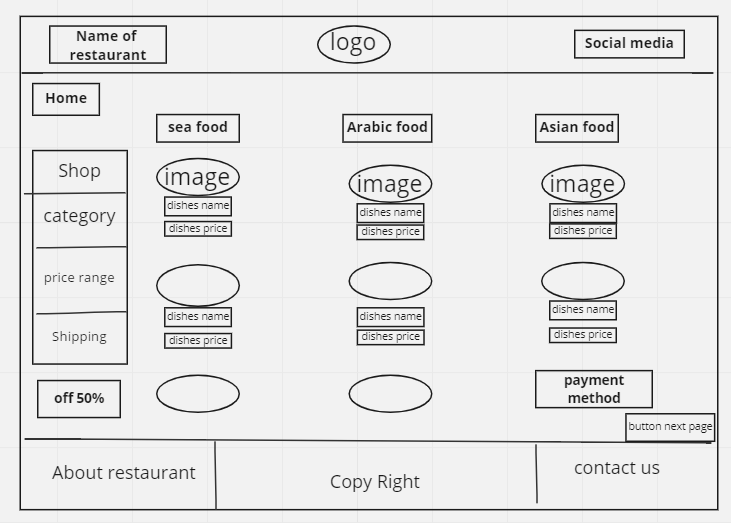 Name of
restaurant
logo
Social media
Home
sea food
Arabic food
Asian food
Shop
category
price range
Shipping
image
dishes name
dishes price
image
dishes name
dishes price
image
dishes name
dishes price
dishes name
dishes price
dishes name
dishes price
dishes name
dishes price
off 50%
payment
method
button next page
About restaurant
Copy Right
contact us